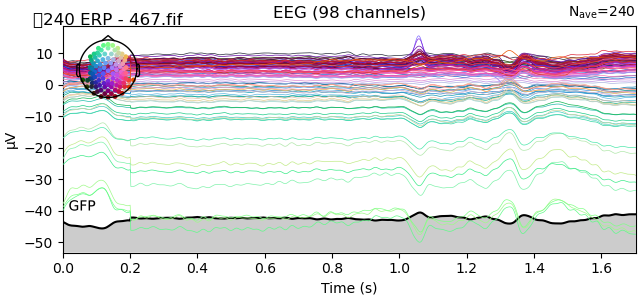 240 ERP - 467.fif
EEG (98 channels)
Nave=240
10
0
−10
−20
−30
−40
−50
µV
GFP
0.0 0.2 0.4 0.6 0.8 1.0 1.2 1.4 1.6
Time (s)